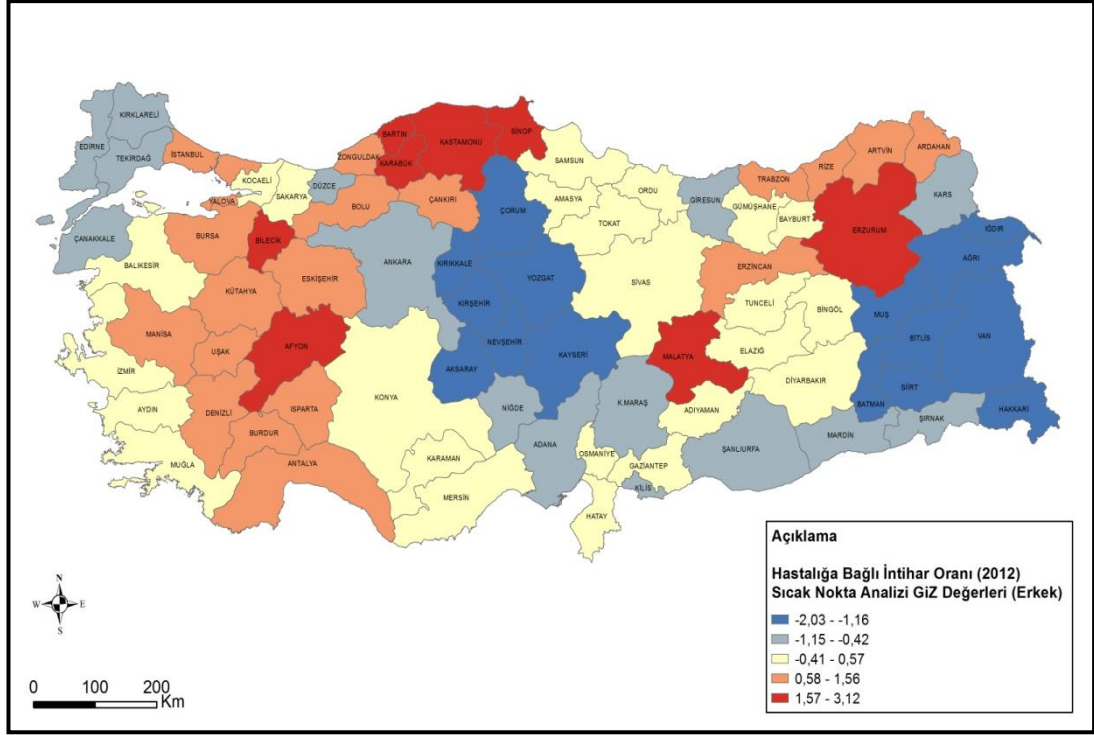 KIRKLARELİ
EDİRNE
TEKİRDAĞ
İSTANBUL
KOCAELİ
YALOVA
SAKARYA
DÜZCE
ZONGULDAK
BARTIN
KARABÜK
KASTAMONU
SİNOP
SAMSUN
BOLU
ÇANKIRI
ÇORUM
AMASYA
ORDU
TOKAT
GİRESUN
TRABZON
RİZE
ARTVİN
ARDAHAN
KARS
GÜMÜŞHANE
BAYBURT
ERZURUM
IĞDIR
AĞRI
ÇANAKKALE
BALIKESİR
BURSA
BİLECİK
ESKİŞEHİR
ANKARA
KIRIKKALE
YOZGAT
SİVAS
ERZİNCAN
TUNCELİ
BİNGÖL
MUŞ
BİTLİS
VAN
KÜTAHYA
MANİSA
UŞAK
AFYON
KIRŞEHİR
NEVŞEHİR
KAYSERİ
AKSARAY
MALATYA
ELAZIĞ
DİYARBAKIR
SİİRT
BATMAN
HAKKARİ
ŞIRNAK
MARDİN
ŞANLIURFA
ADIYAMAN
K.MARAŞ
GAZİANTEP
KİLİS
OSMANİYE
HATAY
ADANA
NİĞDE
KONYA
KARAMAN
MERSİN
İZMİR
AYDIN
DENİZLİ
ISPARTA
BURDUR
MUĞLA
ANTALYA
N
W E
S
0 100 200
Km
Açıklama
Hastalığa Bağlı İntihar Oranı (2012)
Sıcak Nokta Analizi GiZ Değerleri (Erkek)
-2,03 - -1,16
-1,15 - -0,42
-0,41 - 0,57
0,58 - 1,56
1,57 - 3,12